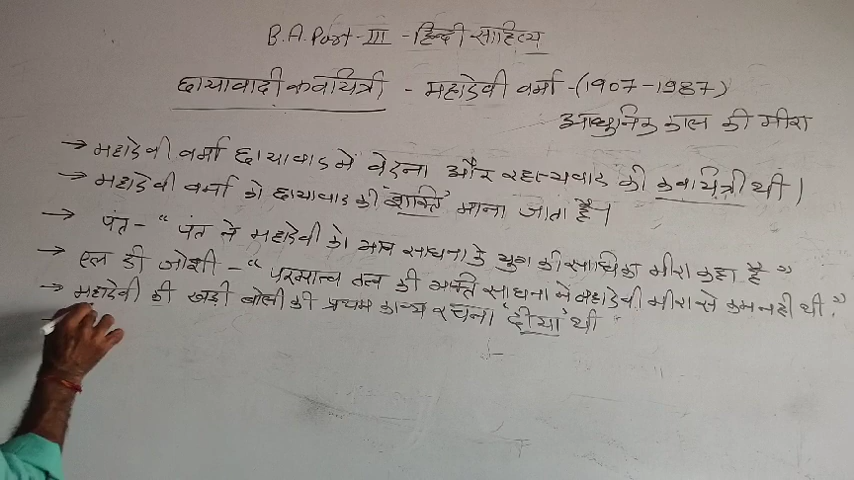 B.A. Part-III - हिन्दी साहित्य
छायावादी कवयित्री - महादेवी वर्मा - (1907-1987)
आधुनिक काल की मीरा
→ महादेवी वर्मा छायावाद में वेदना और रहस्यवाद की कवयित्री थी।
→ महादेवी वर्मा को छायावाद की 'शक्ति' माना जाता है।
→ पंत - "पंत ने महादेवी को भाव साधना के युग की साधिका मीरा कहा है"
→ एल डी जोशी - "परमात्व तत्व की भक्ति साधना में महादेवी मीरा से कम नही थी."
→ महादेवी की खड़ी बोली की प्रथम काव्य रचना "दीया" थी